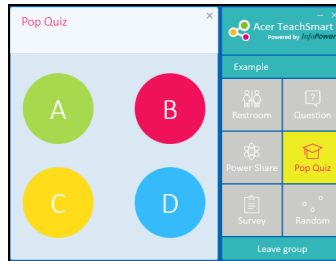 Pop Quiz
A
B
C
D
Acer TeachSmart
Powered by InfoPower
Example
Restroom
Question
Power Share
Pop Quiz
Survey
Random
Leave group